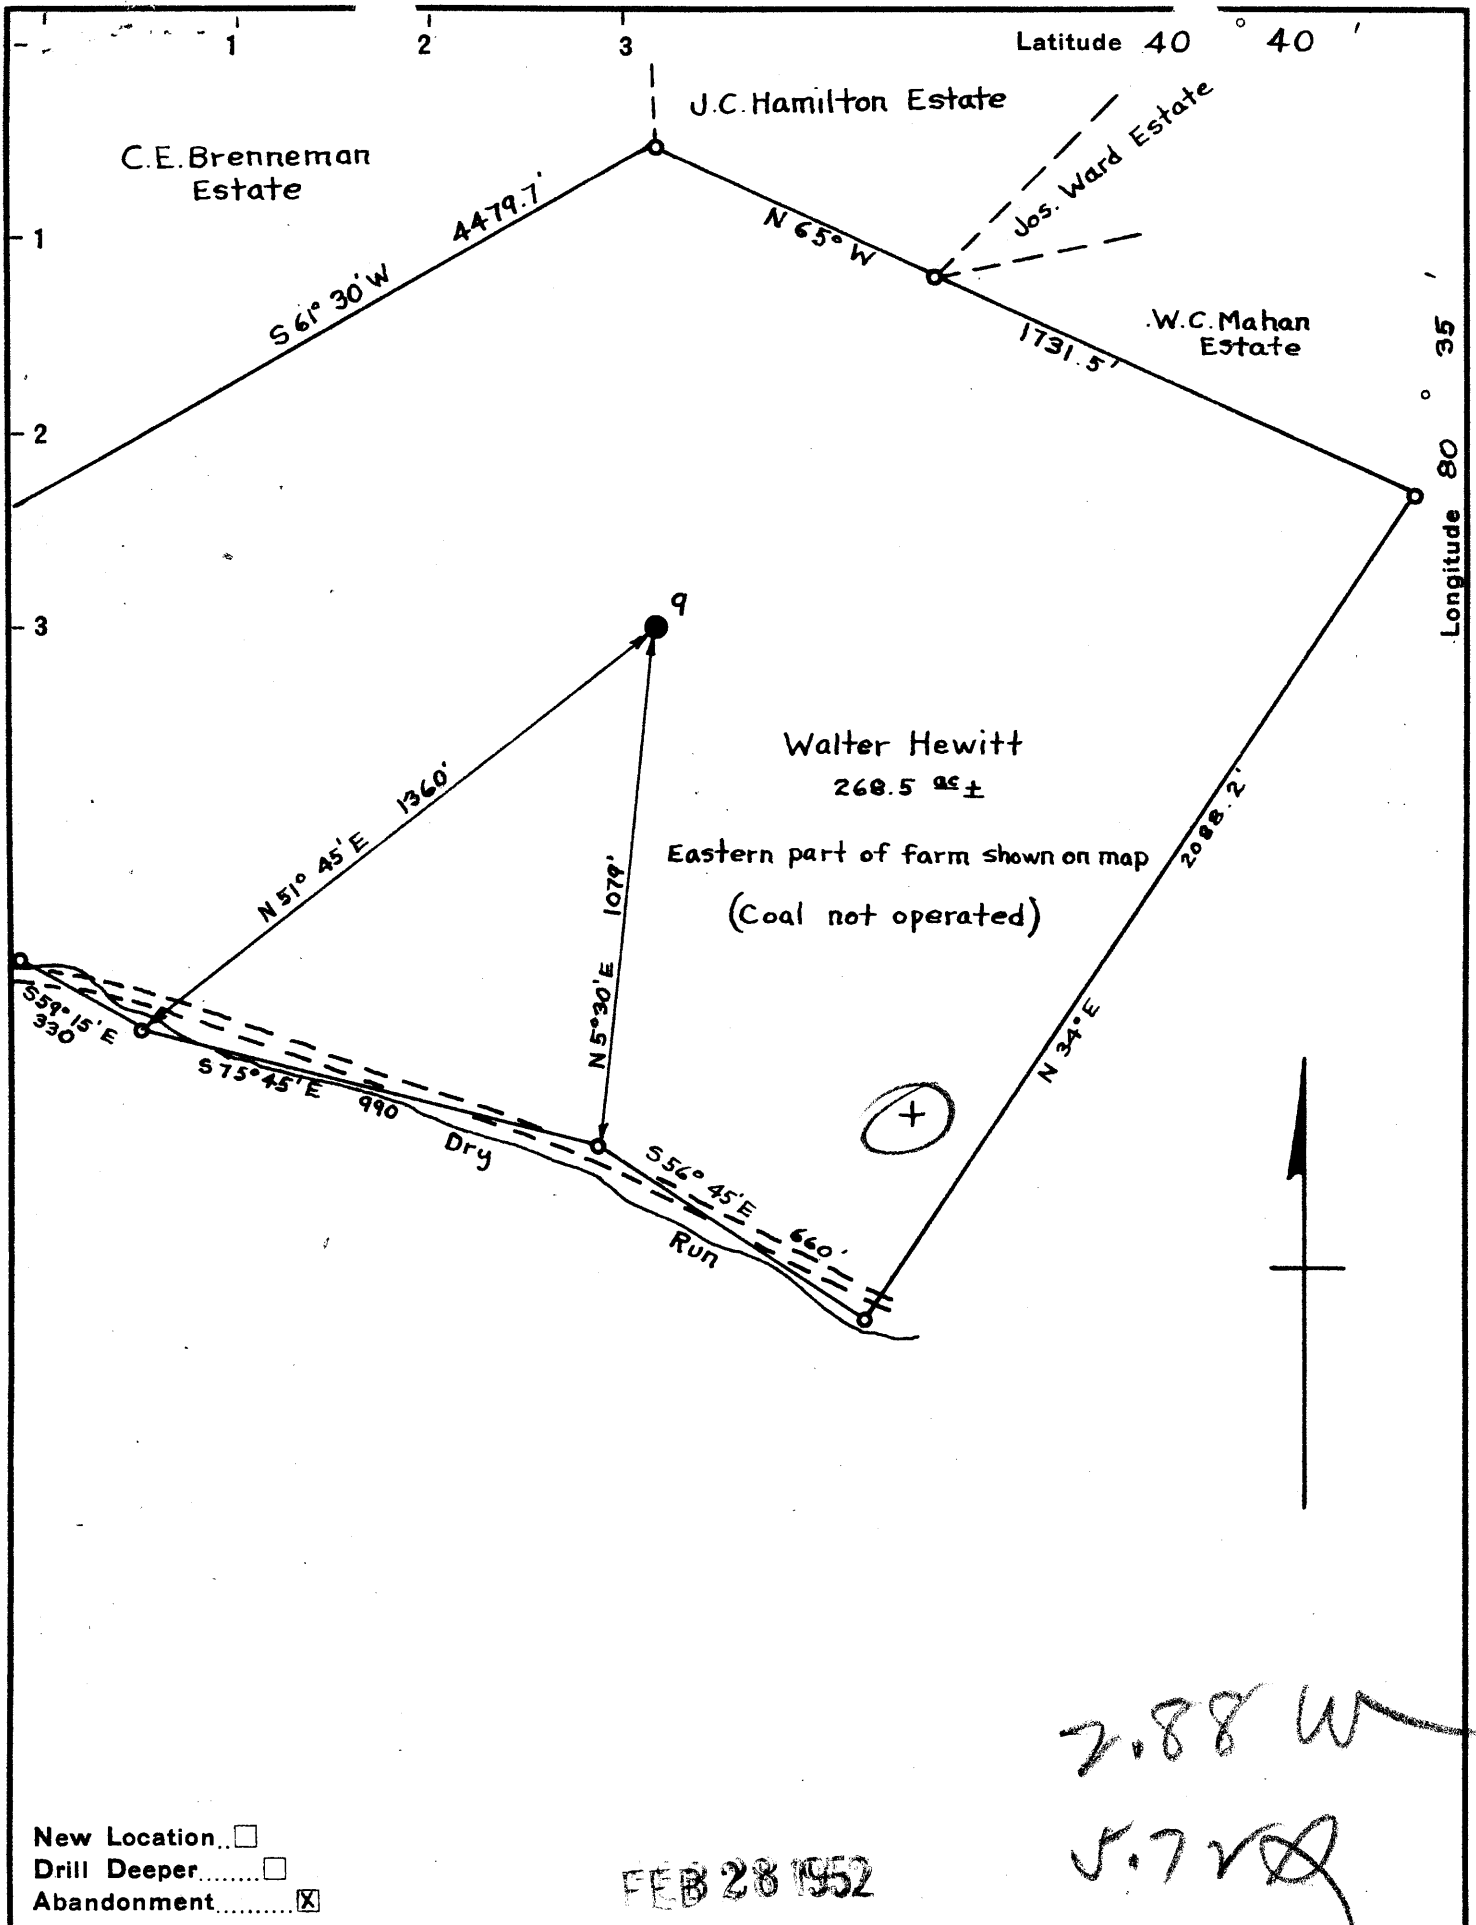 1 2 3 Latitude 40° 40'
J.C. Hamilton Estate
C.E. Brenneman
Estate
Jos. Ward Estate
4479.7'
S 61° 30' W
N 65° W
1731.5'
W.C. Mahan
Estate
Longitude 80° 35'
1
2
3
9
Walter Hewitt
268.5 ac ±
Eastern part of farm shown on map
(Coal not operated)
1360'
N 51° 45' E
1079'
N 5° 30' E
2088.2'
N 34° E
S 59° 15' E
330
S 75° 45' E
990
Dry
Run
S 56° 45' E
660'
+
New Location..☐
Drill Deeper........☐
Abandonment..........☒
FEB 28 1952
2.88 W